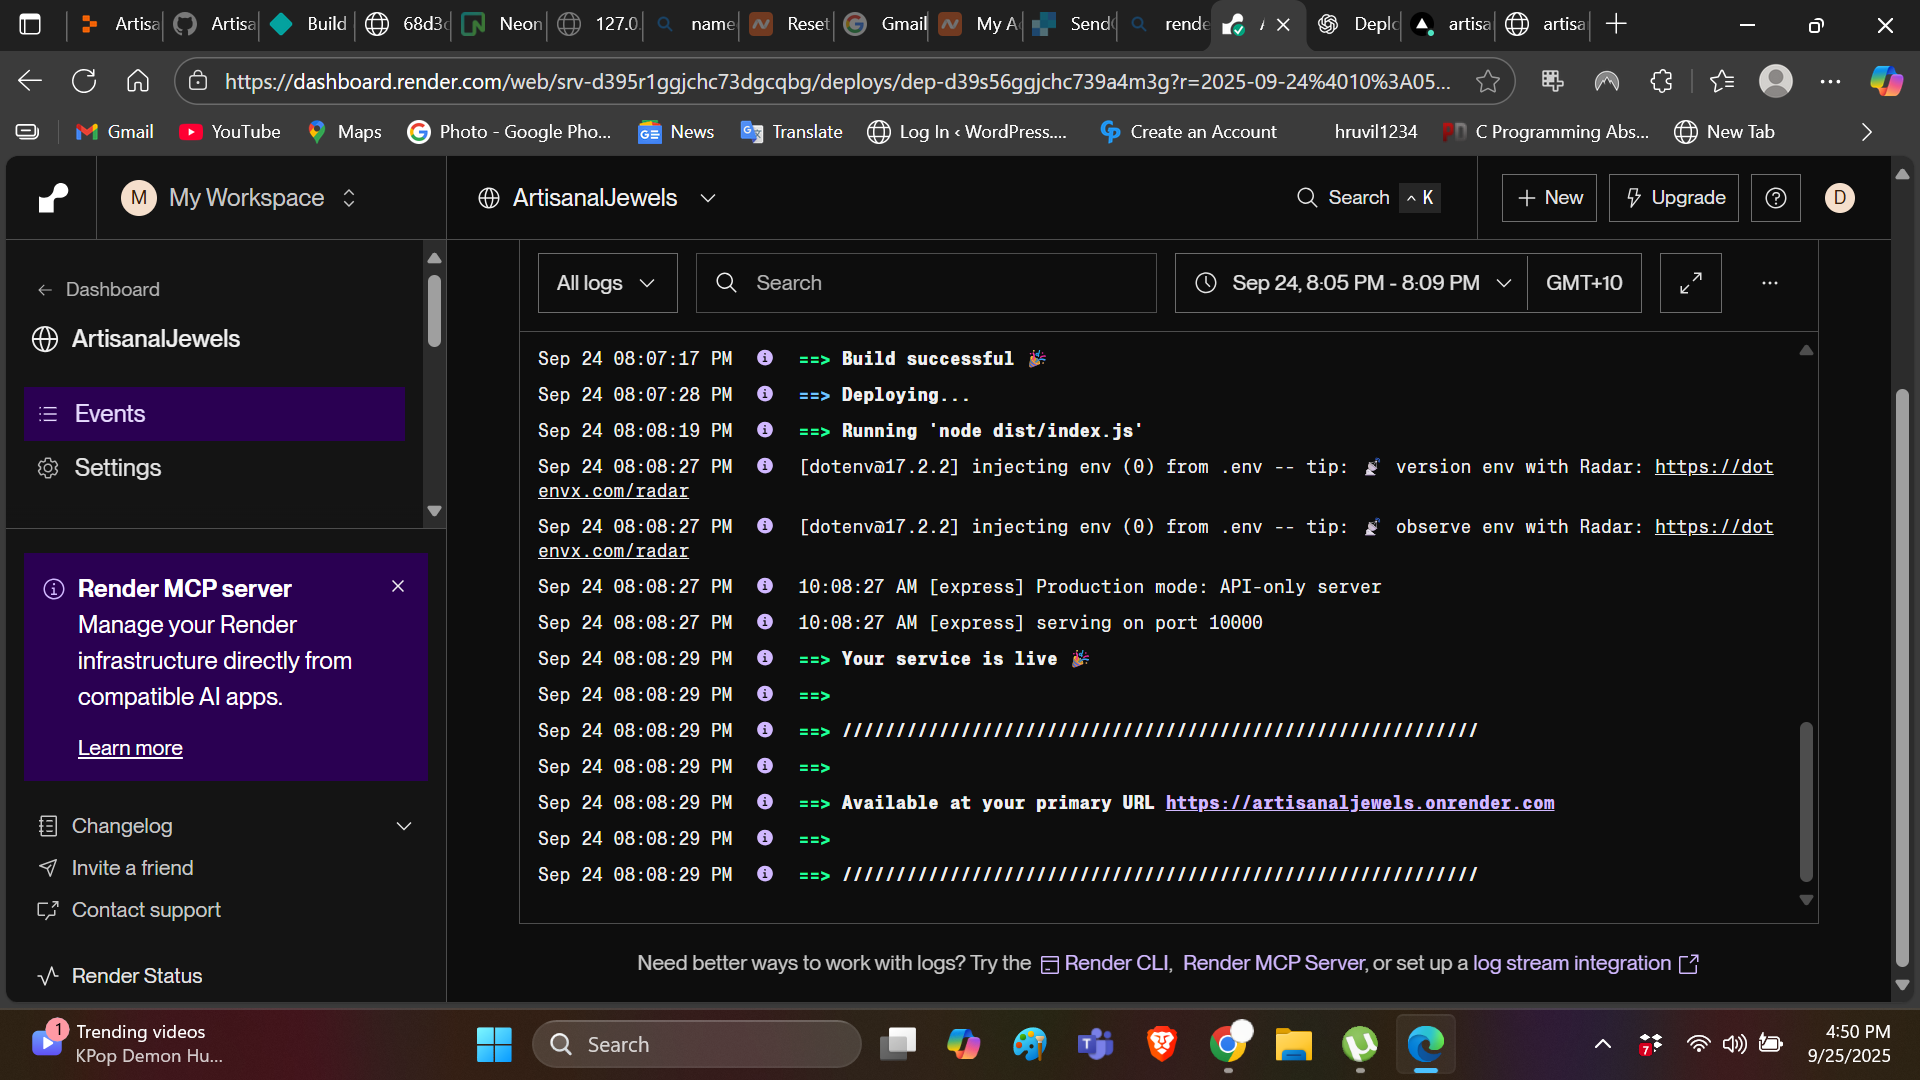 Artisa
Artisa
Build
68d3c
Neon
127.0.
name
Reset
Gmail
My A
Send
rende
Deplo
artisa
artisa
https://dashboard.render.com/web/srv-d395r1ggjchc73dgcqbg/deploys/dep-d39s56ggjchc739a4m3g?r=2025-09-24%4010%3A05...
Gmail
YouTube
Maps
Photo - Google Pho...
News
Translate
Log In ‹ WordPress....
Create an Account
hruvil1234
C Programming Abs...
New Tab
M My Workspace
ArtisanalJewels
Search ^ K
+ New
Upgrade
D
← Dashboard
ArtisanalJewels
Events
Settings
Render MCP server
Manage your Render
infrastructure directly from
compatible AI apps.
Learn more
Changelog
Invite a friend
Contact support
Render Status
All logs
Search
Sep 24, 8:05 PM - 8:09 PM
GMT+10
Sep 24 08:07:17 PM ==> Build successful 🎉
Sep 24 08:07:28 PM ==> Deploying...
Sep 24 08:08:19 PM ==> Running 'node dist/index.js'
Sep 24 08:08:27 PM [dotenv@17.2.2] injecting env (0) from .env -- tip: 📡 version env with Radar: https://dot
envx.com/radar
Sep 24 08:08:27 PM [dotenv@17.2.2] injecting env (0) from .env -- tip: 📡 observe env with Radar: https://dot
envx.com/radar
Sep 24 08:08:27 PM 10:08:27 AM [express] Production mode: API-only server
Sep 24 08:08:27 PM 10:08:27 AM [express] serving on port 10000
Sep 24 08:08:29 PM ==> Your service is live 🎉
Sep 24 08:08:29 PM ==>
Sep 24 08:08:29 PM ==> ///////////////////////////////////////////////////////////
Sep 24 08:08:29 PM ==>
Sep 24 08:08:29 PM ==> Available at your primary URL https://artisanaljewels.onrender.com
Sep 24 08:08:29 PM ==>
Sep 24 08:08:29 PM ==> ///////////////////////////////////////////////////////////
Need better ways to work with logs? Try the Render CLI, Render MCP Server, or set up a log stream integration
1
Trending videos
KPop Demon Hu...
Search
7
4:50 PM
9/25/2025